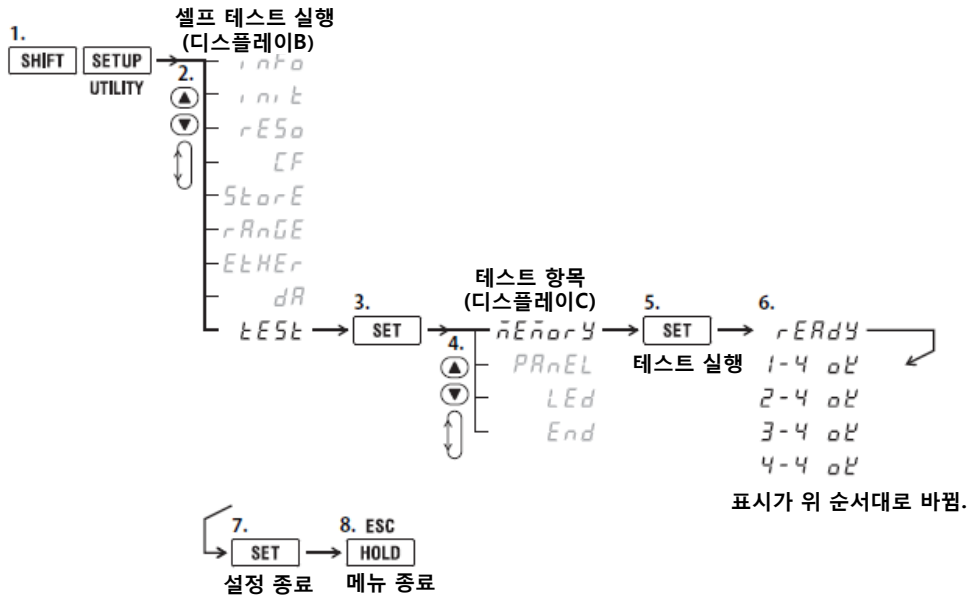 셀프 테스트 실행
(디스플레이B)
1.
SHIFT SETUP
UTILITY
2.
inFo
init
rESo
CF
StorE
rAnGE
EtHEr
dA
tESt
3.
SET
테스트 항목
(디스플레이C)
4.
mEmorY
PAnEL
LEd
End
5.
SET
테스트 실행
6.
rEAdY
1-4 oK
2-4 oK
3-4 oK
4-4 oK
표시가 위 순서대로 바뀜.
7.
SET
설정 종료
8. ESC
HOLD
메뉴 종료